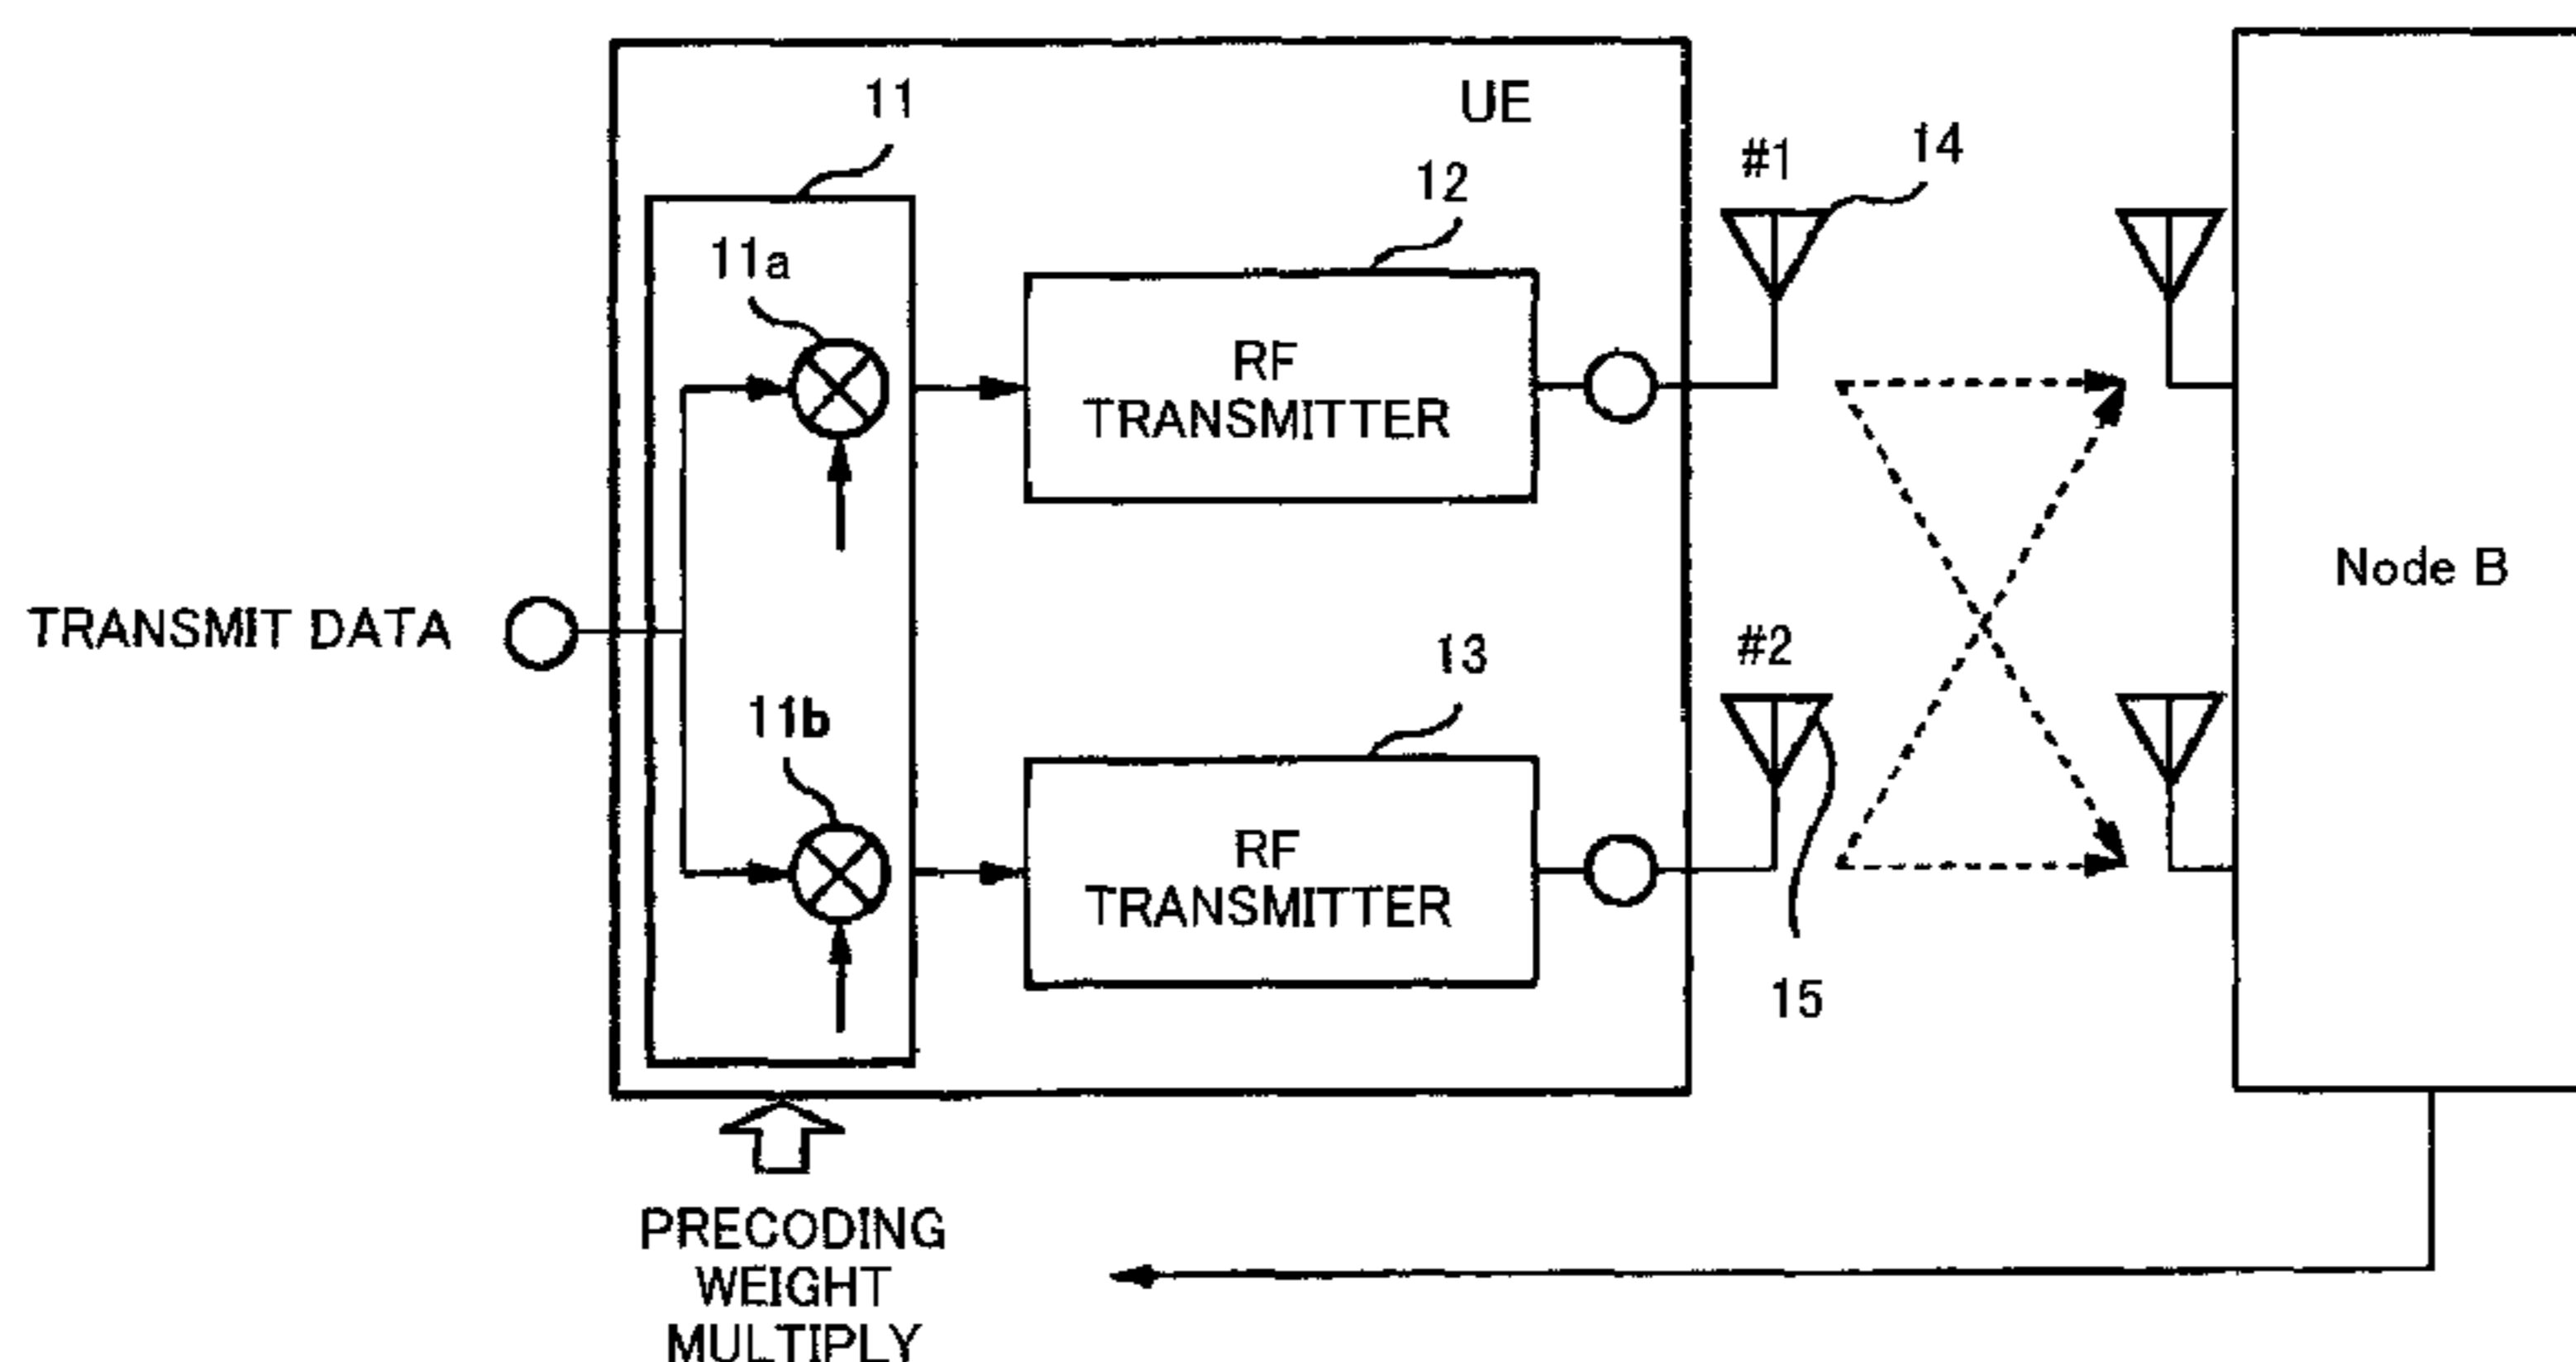 UE
11
#1
14
12
11a
RF
TRANSMITTER
Node B
TRANSMIT DATA
#2
13
11b
RF
TRANSMITTER
15
PRECODING
WEIGHT
MULTIPLY